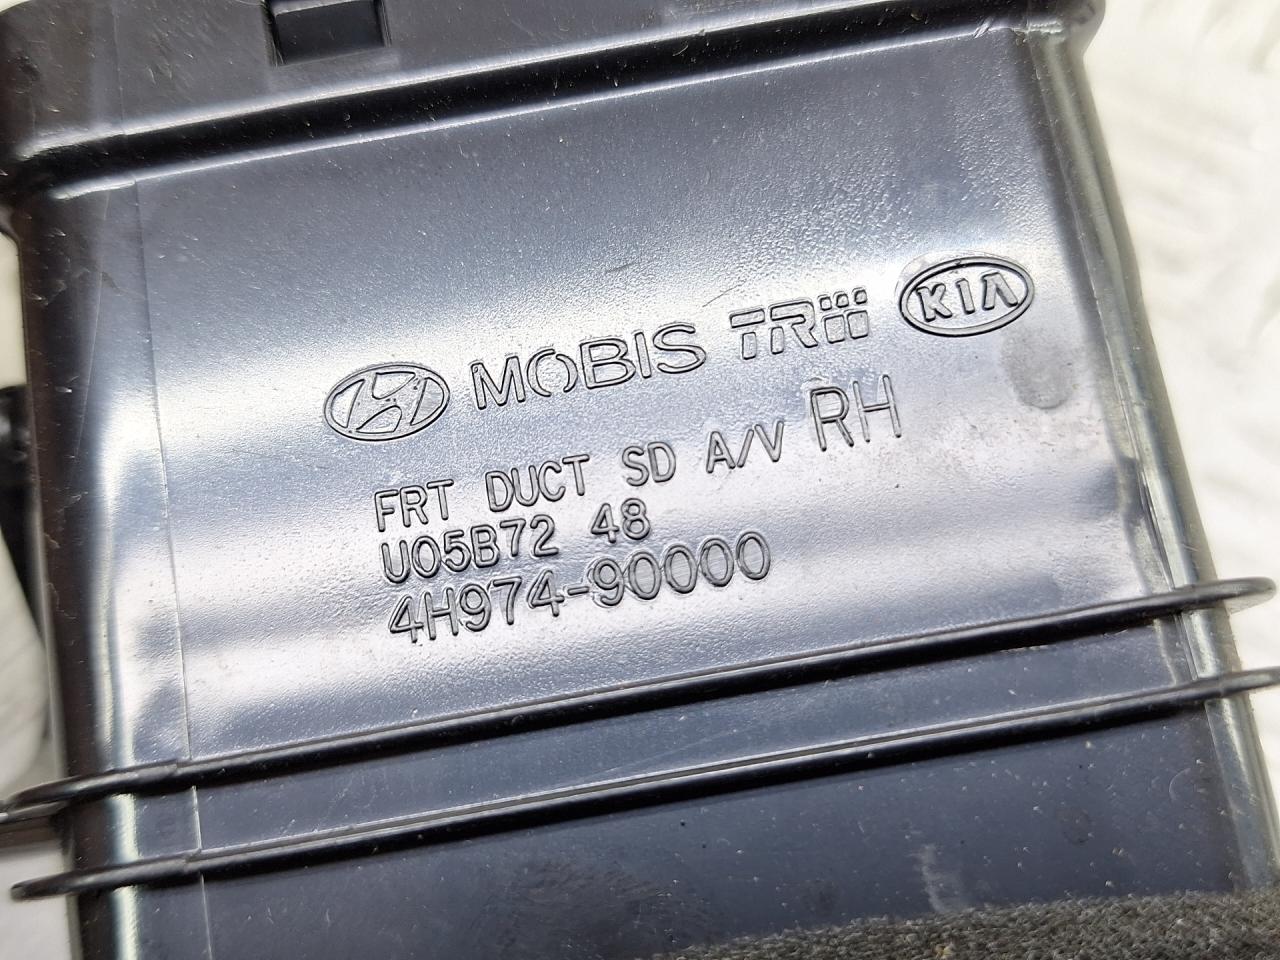 MOBIS TRW KIA
FRT DUCT SD A/V RH
U05B72 48
4H974-90000